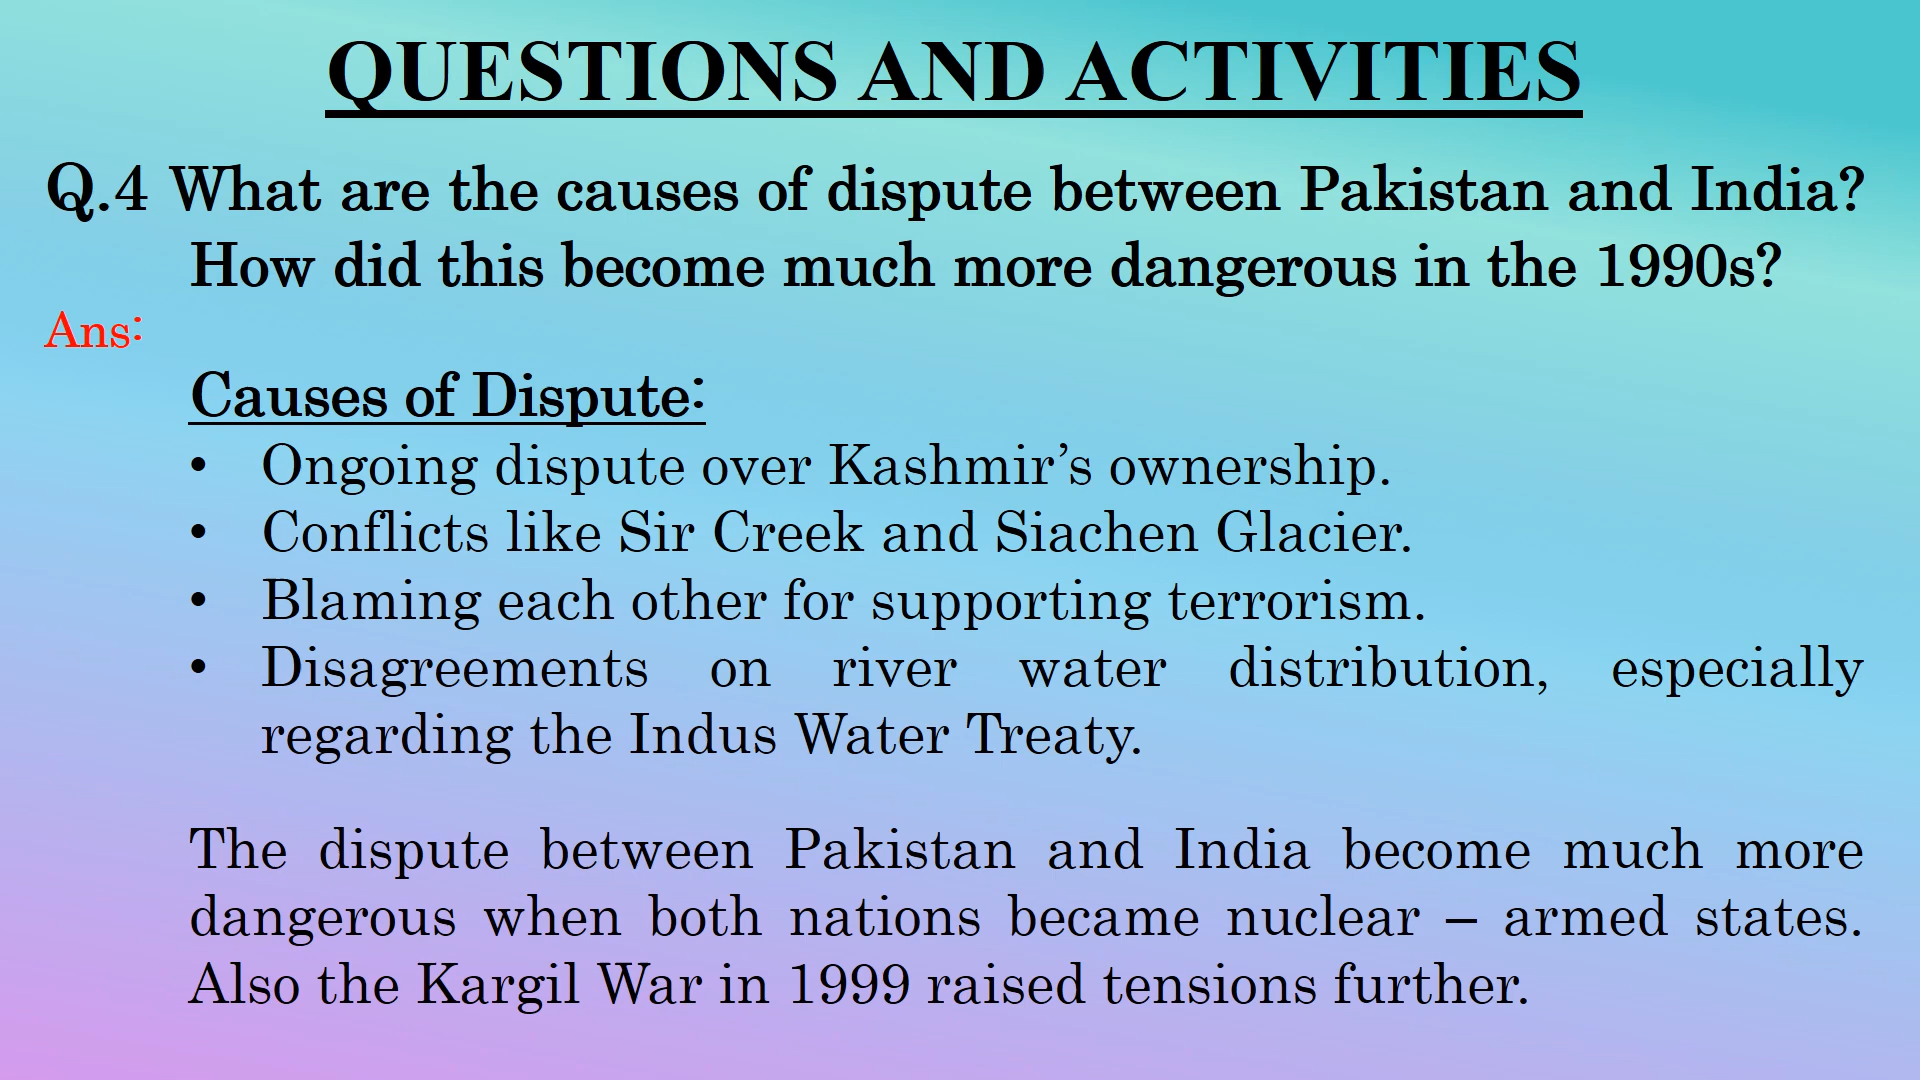 QUESTIONS AND ACTIVITIES
Q.4 What are the causes of dispute between Pakistan and India?
How did this become much more dangerous in the 1990s?
Ans:
Causes of Dispute:
• Ongoing dispute over Kashmir’s ownership.
• Conflicts like Sir Creek and Siachen Glacier.
• Blaming each other for supporting terrorism.
• Disagreements on river water distribution, especially
regarding the Indus Water Treaty.
The dispute between Pakistan and India become much more
dangerous when both nations became nuclear – armed states.
Also the Kargil War in 1999 raised tensions further.